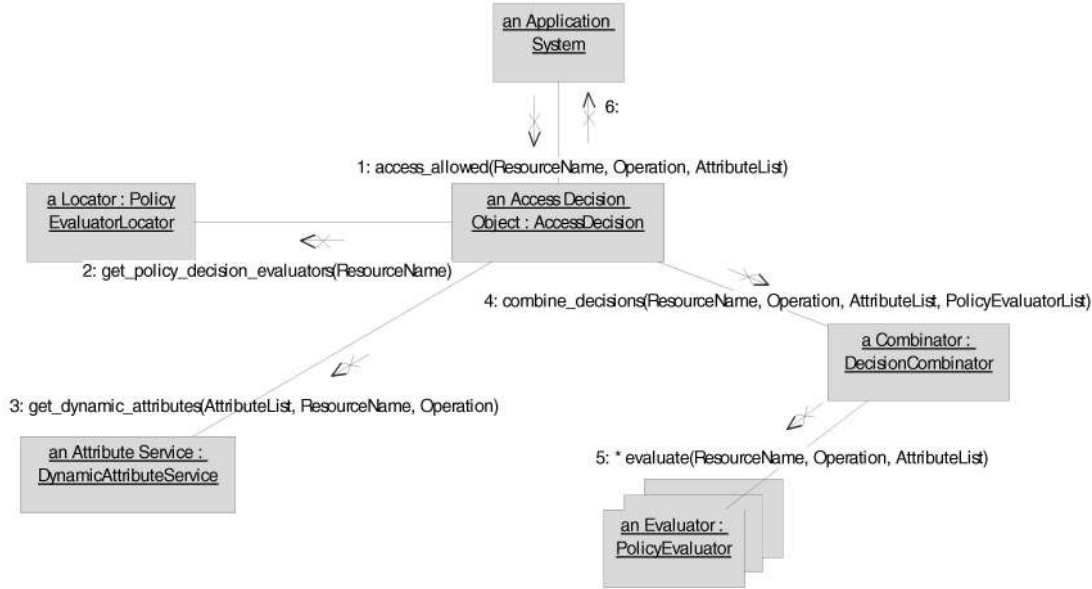 an Application
System
6:
1: access_allowed(ResourceName, Operation, AttributeList)
a Locator : Policy
EvaluatorLocator
an Access Decision
Object : AccessDecision
2: get_policy_decision_evaluators(ResourceName)
4: combine_decisions(ResourceName, Operation, AttributeList, PolicyEvaluatorList)
a Combinator :
DecisionCombinator
3: get_dynamic_attributes(AttributeList, ResourceName, Operation)
an Attribute Service :
DynamicAttributeService
5: * evaluate(ResourceName, Operation, AttributeList)
an Evaluator :
PolicyEvaluator